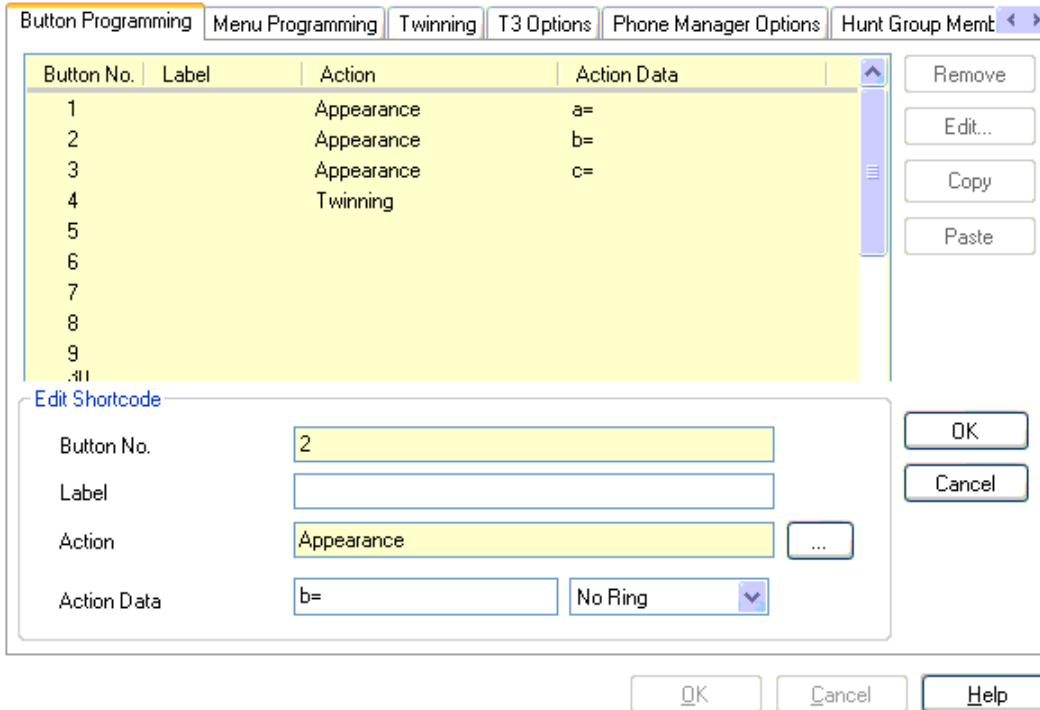 Button Programming Menu Programming Twinning T3 Options Phone Manager Options Hunt Group Memb
Button No. Label Action Action Data Remove
1 Appearance a=
2 Appearance b= Edit...
3 Appearance c= Copy
4 Twinning
5 Paste
6
7
8
9
Edit Shortcode
Button No. 2 OK
Label Cancel
Action Appearance ...
Action Data b= No Ring
OK Cancel Help